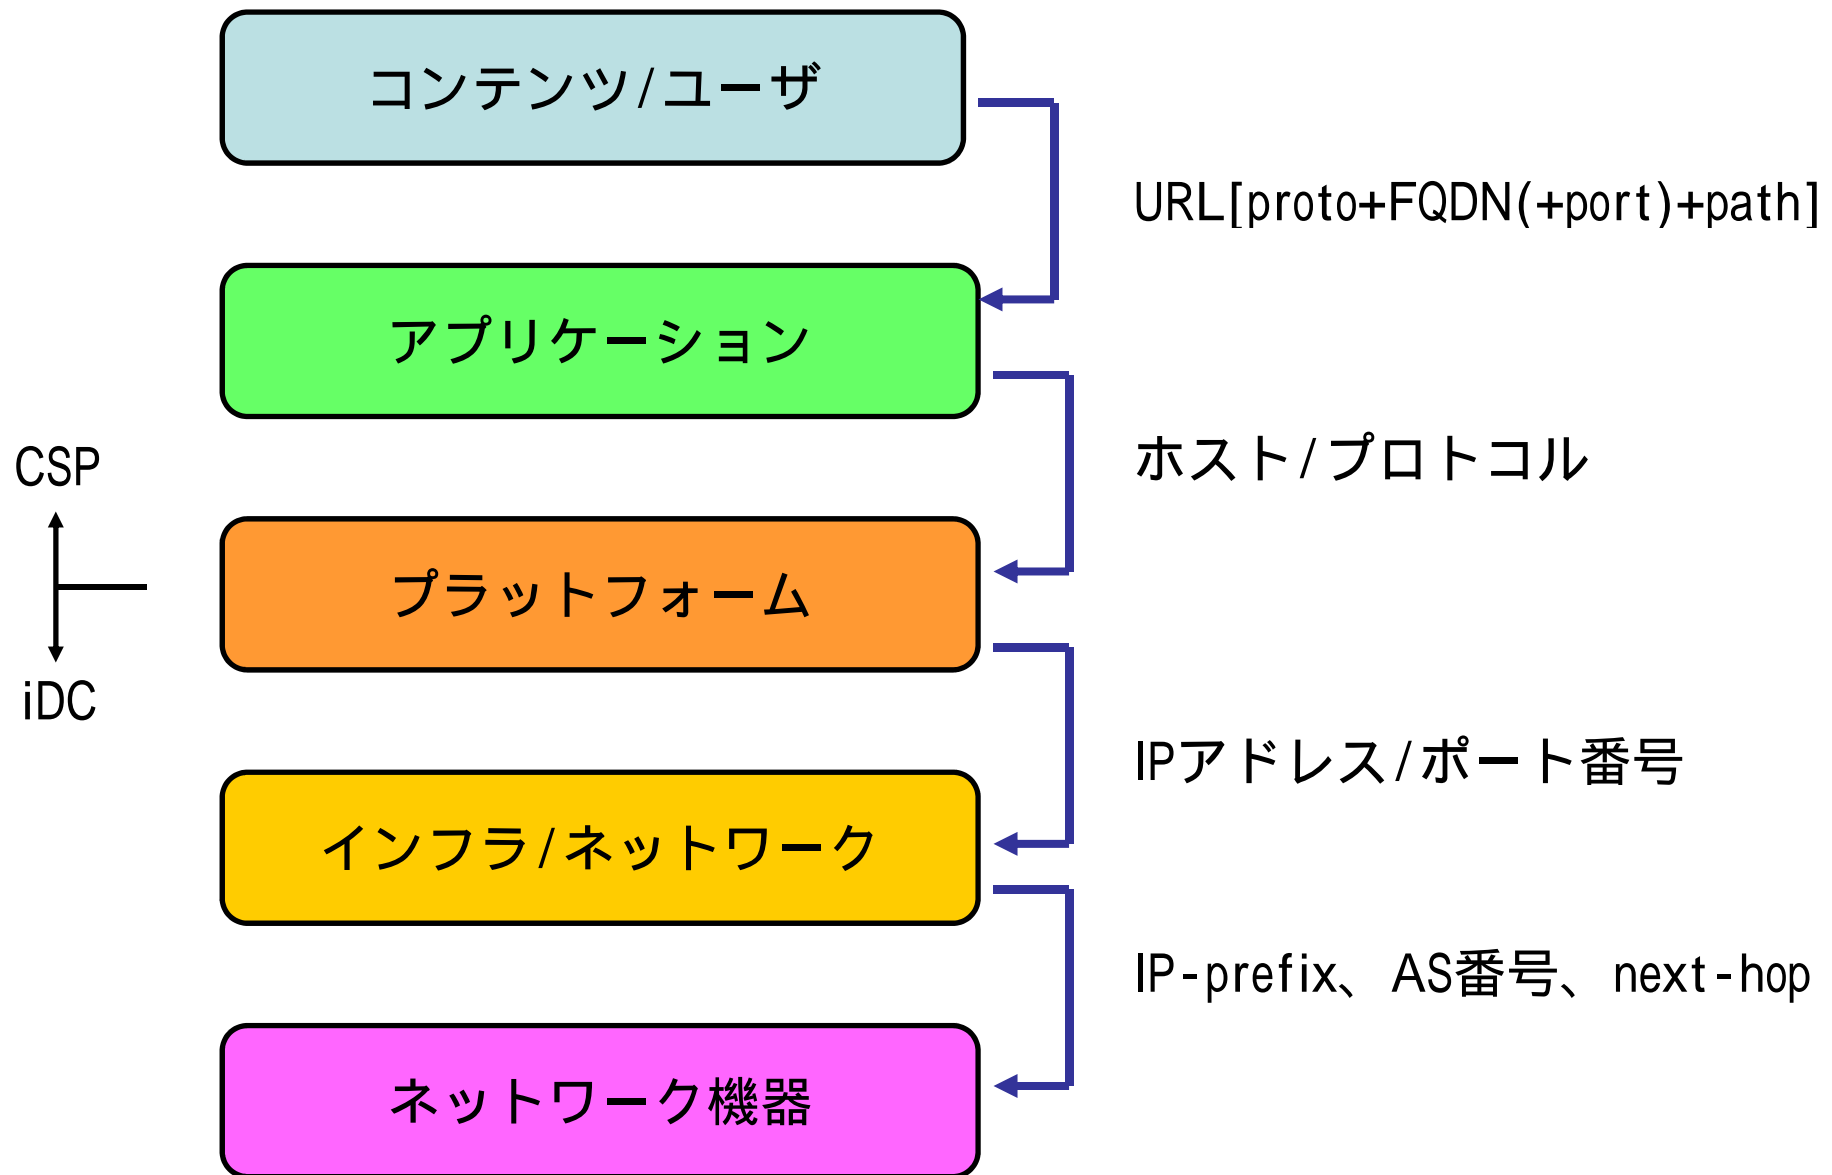 コンテンツ/ユーザ
URL[proto+FQDN(+port)+path]
アプリケーション
ホスト/プロトコル
CSP
プラットフォーム
iDC
IPアドレス/ポート番号
インフラ/ネットワーク
IP-prefix、AS番号、next-hop
ネットワーク機器